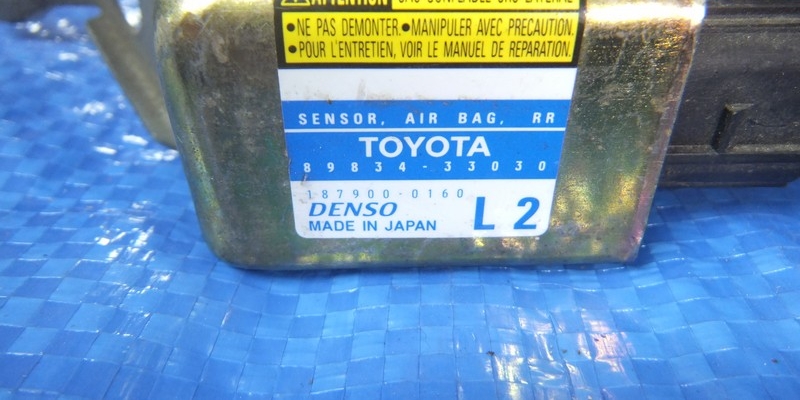 ATTENTION
•NE PAS DEMONTER.•MANIPULER AVEC PRECAUTION.
•POUR L'ENTRETIEN, VOIR LE MANUEL DE REPARATION.
SENSOR, AIR BAG, RR
TOYOTA
89834-33030
187900-0160
DENSO
MADE IN JAPAN
L2